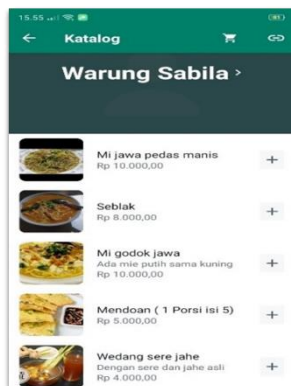 15.55
Katalog
Warung Sabila >
Mi jawa pedas manis
Rp 10.000,00
Seblak
Rp 8.000,00
Mi godok jawa
Ada mie putih sama kuning
Rp 10.000,00
Mendoan ( 1 Porsi isi 5)
Rp 5.000,00
Wedang sere jahe
Dengan sere dan jahe asli
Rp 4.000,00